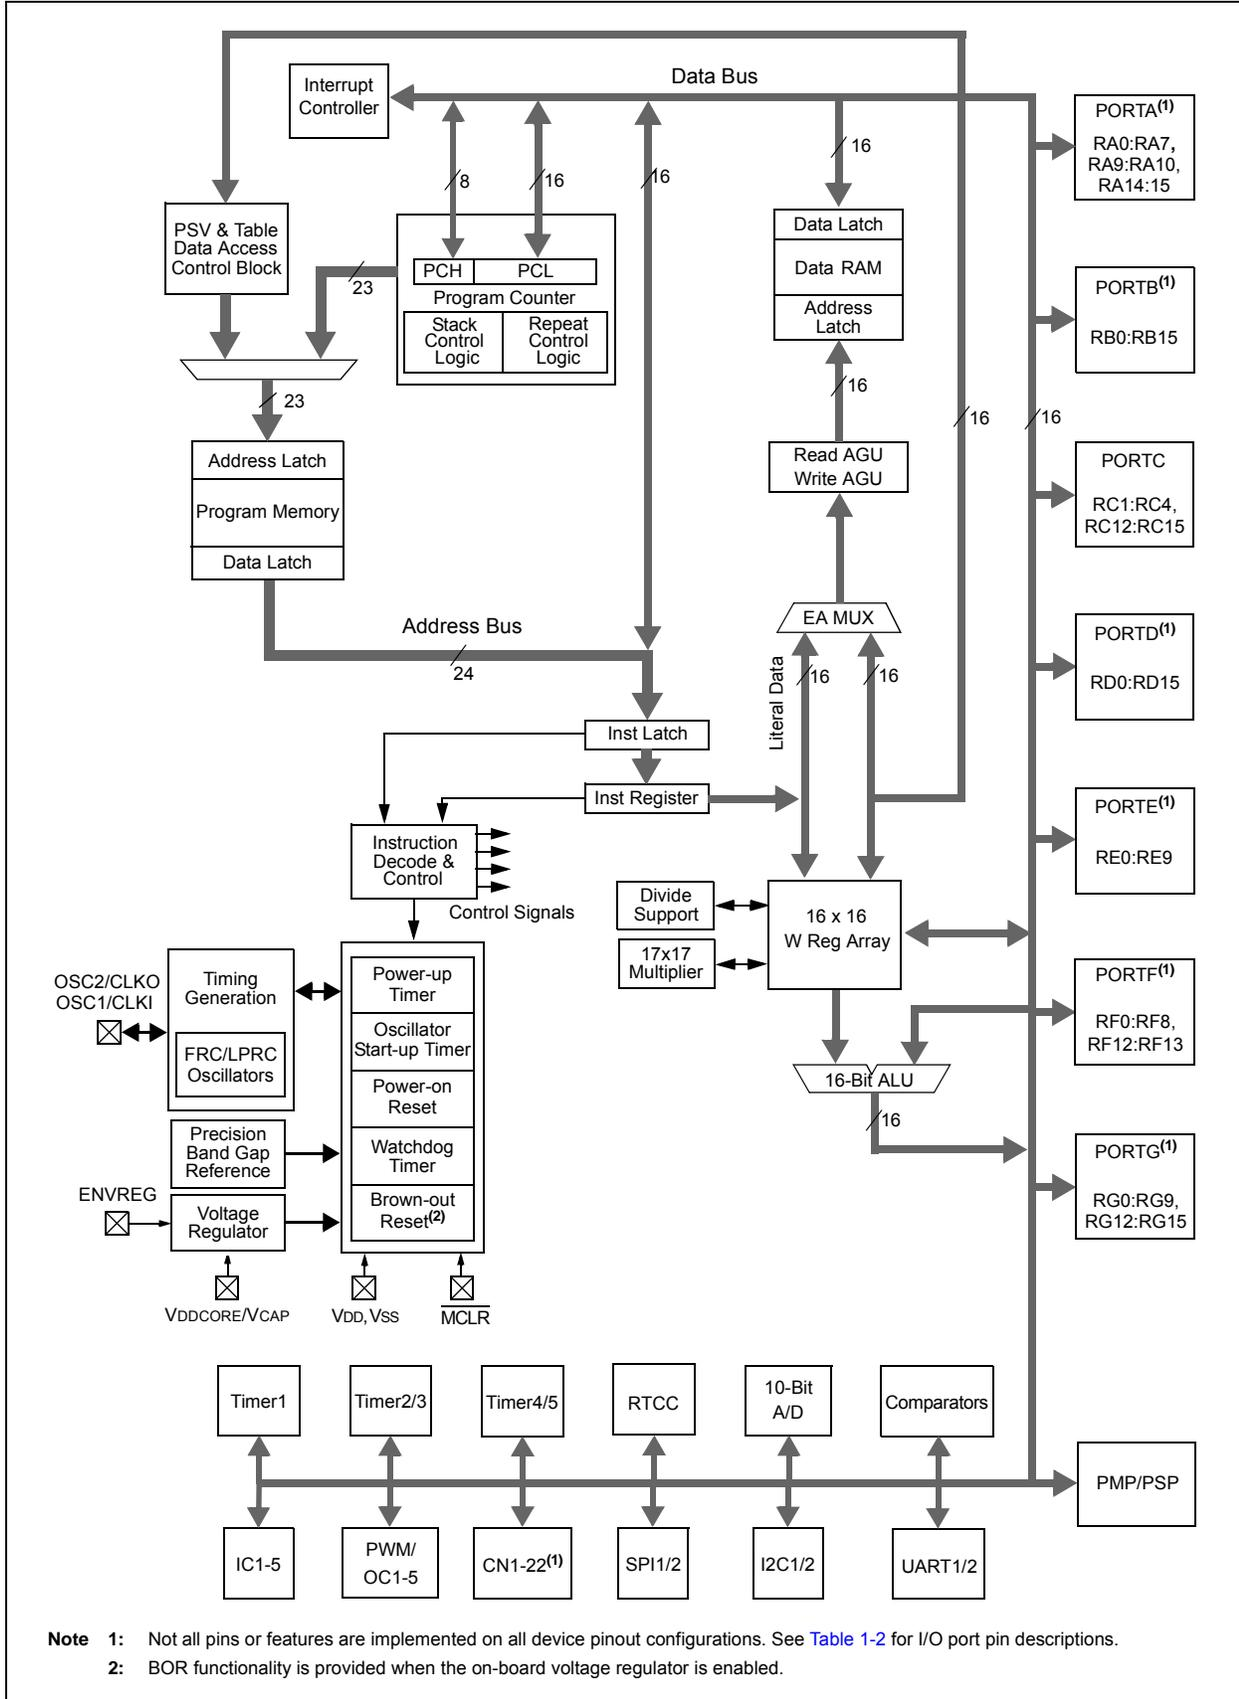 Data Bus
Interrupt
Controller
8
16
16
16
PORTA(1)
RA0:RA7,
RA9:RA10,
RA14:15
PSV & Table
Data Access
Control Block
23
PCH
PCL
Program Counter
Stack
Control
Logic
Repeat
Control
Logic
Data Latch
Data RAM
Address
Latch
PORTB(1)
RB0:RB15
23
16
16
16
Address Latch
Program Memory
Data Latch
Read AGU
Write AGU
PORTC
RC1:RC4,
RC12:RC15
Address Bus
24
EA MUX
Literal Data
16
16
PORTD(1)
RD0:RD15
Inst Latch
Inst Register
PORTE(1)
RE0:RE9
Instruction
Decode &
Control
Control Signals
Divide
Support
17x17
Multiplier
16 x 16
W Reg Array
OSC2/CLKO
OSC1/CLKI
Timing
Generation
FRC/LPRC
Oscillators
Power-up
Timer
Oscillator
Start-up Timer
Power-on
Reset
Watchdog
Timer
Brown-out
Reset(2)
PORTF(1)
RF0:RF8,
RF12:RF13
16-Bit ALU
16
Precision
Band Gap
Reference
ENVREG
Voltage
Regulator
PORTG(1)
RG0:RG9,
RG12:RG15
VDDCORE/VCAP
VDD, VSS
MCLR
Timer1
Timer2/3
Timer4/5
RTCC
10-Bit
A/D
Comparators
PMP/PSP
IC1-5
PWM/
OC1-5
CN1-22(1)
SPI1/2
I2C1/2
UART1/2
Note 1: Not all pins or features are implemented on all device pinout configurations. See Table 1-2 for I/O port pin descriptions.
2: BOR functionality is provided when the on-board voltage regulator is enabled.